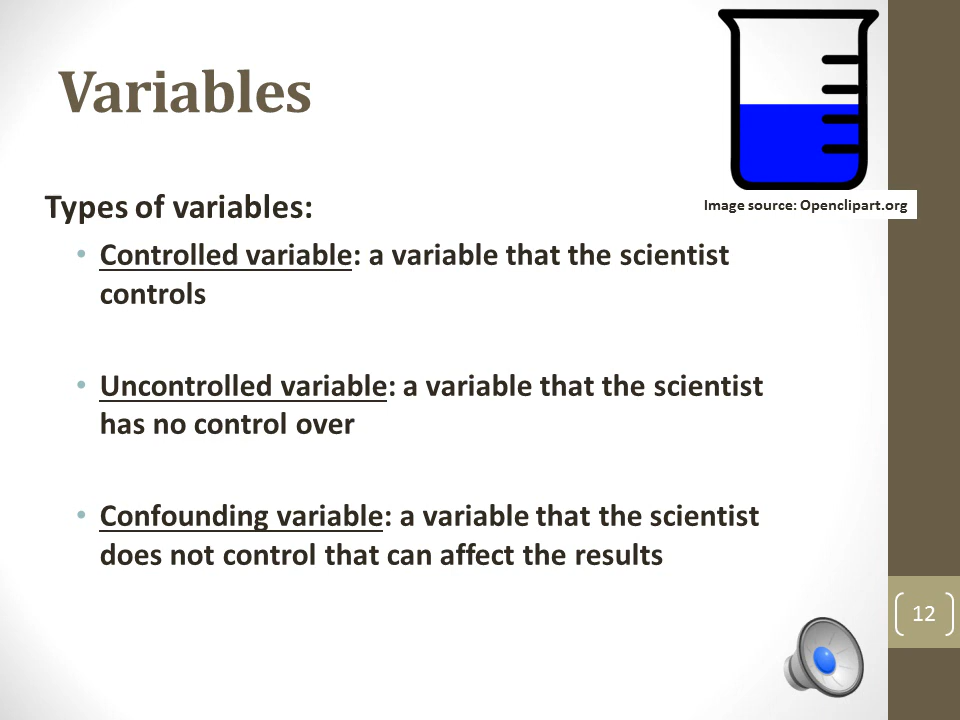 Variables
Image source: Openclipart.org
Types of variables:
• Controlled variable: a variable that the scientist
controls
• Uncontrolled variable: a variable that the scientist
has no control over
• Confounding variable: a variable that the scientist
does not control that can affect the results
12